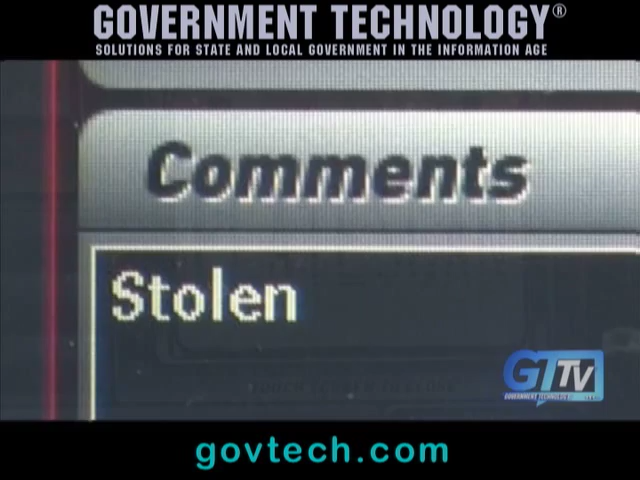 GOVERNMENT TECHNOLOGY®
SOLUTIONS FOR STATE AND LOCAL GOVERNMENT IN THE INFORMATION AGE
Comments
Stolen
GTTV
GOVERNMENT TECHNOLOGY
govtech.com